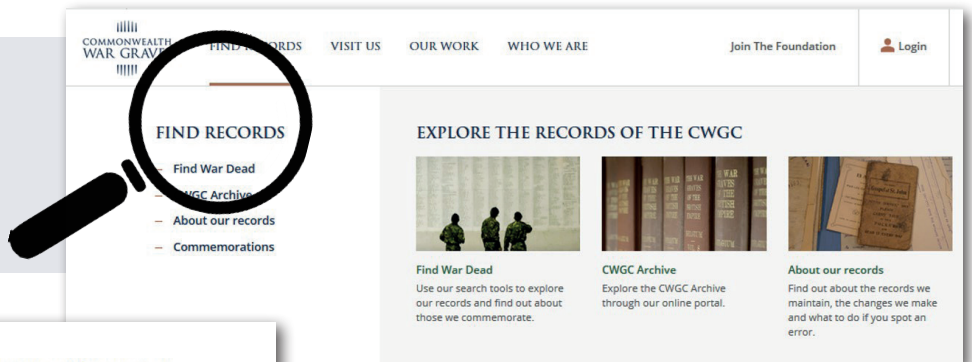 COMMONWEALTH
WAR GRAVES
FIND RECORDS VISIT US OUR WORK WHO WE ARE Join The Foundation Login
FIND RECORDS
– Find War Dead
– CWGC Archive
– About our records
– Commemorations
EXPLORE THE RECORDS OF THE CWGC
Find War Dead
Use our search tools to explore
our records and find out about
those we commemorate.
CWGC Archive
Explore the CWGC Archive
through our online portal.
About our records
Find out about the records we
maintain, the changes we make
and what to do if you spot an
error.